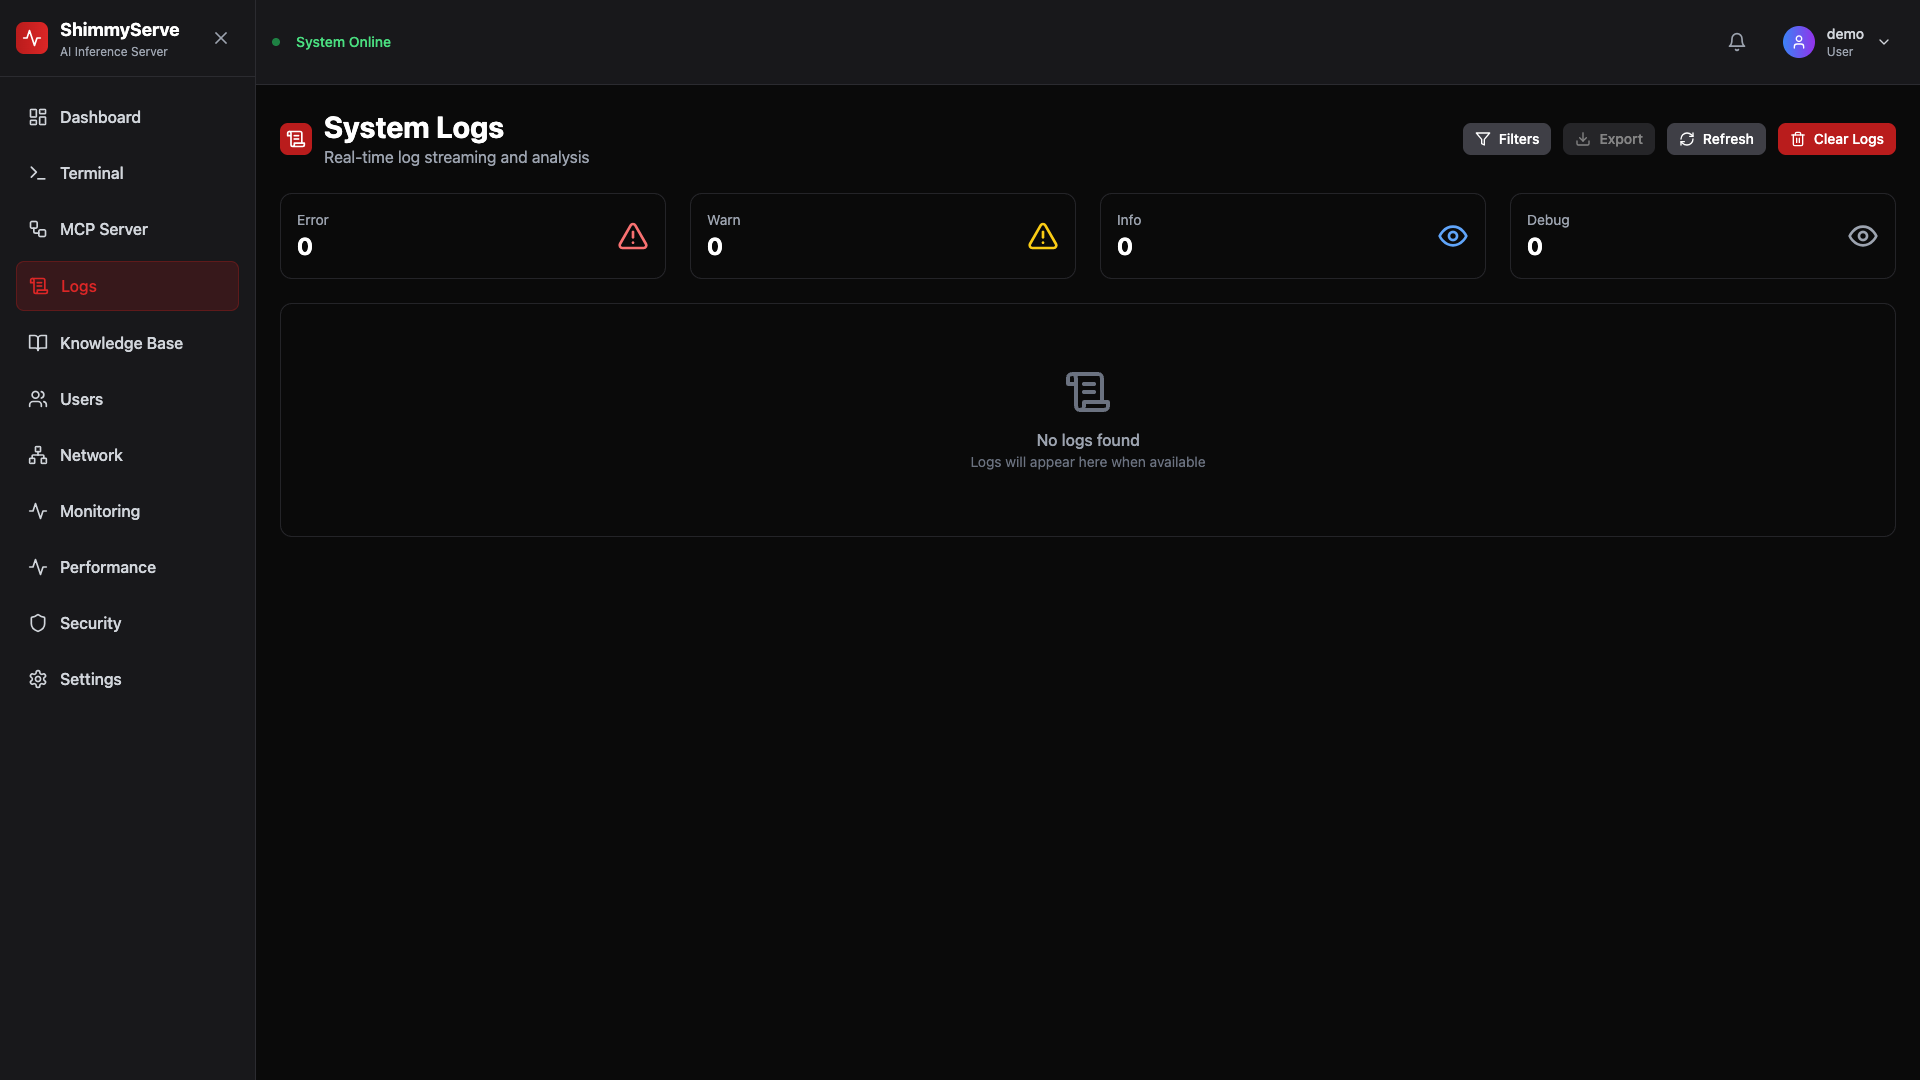 ShimmyServe
AI Inference Server
Dashboard
Terminal
MCP Server
Logs
Knowledge Base
Users
Network
Monitoring
Performance
Security
Settings
System Online
demo
User
System Logs
Real-time log streaming and analysis
Filters
Export
Refresh
Clear Logs
Error
0
Warn
0
Info
0
Debug
0
No logs found
Logs will appear here when available